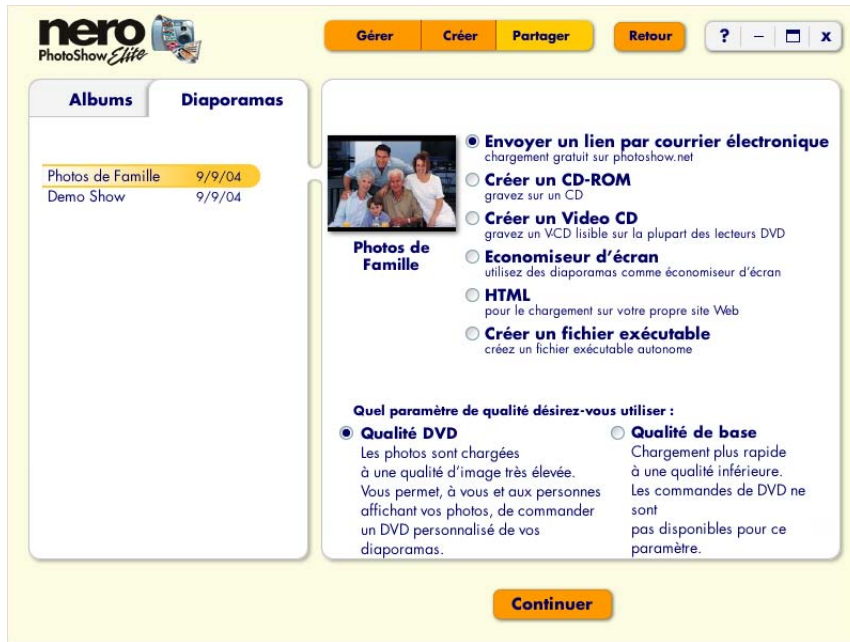 nero
PhotoShow Elite
Gérer Créer Partager Retour ? – x
Albums Diaporamas
Photos de Famille 9/9/04
Demo Show 9/9/04
Photos de
Famille
Envoyer un lien par courrier électronique
chargement gratuit sur photoshow.net
Créer un CD-ROM
gravez sur un CD
Créer un Video CD
gravez un V-CD lisible sur la plupart des lecteurs DVD
Economiseur d'écran
utilisez des diaporamas comme économiseur d'écran
HTML
pour le chargement sur votre propre site Web
Créer un fichier exécutable
créez un fichier exécutable autonome
Quel paramètre de qualité désirez-vous utiliser :
Qualité DVD
Les photos sont chargées
à une qualité d'image très élevée.
Vous permet, à vous et aux personnes
affichant vos photos, de commander
un DVD personnalisé de vos
diaporamas.
Qualité de base
Chargement plus rapide
à une qualité inférieure.
Les commandes de DVD ne
sont
pas disponibles pour ce
paramètre.
Continuer